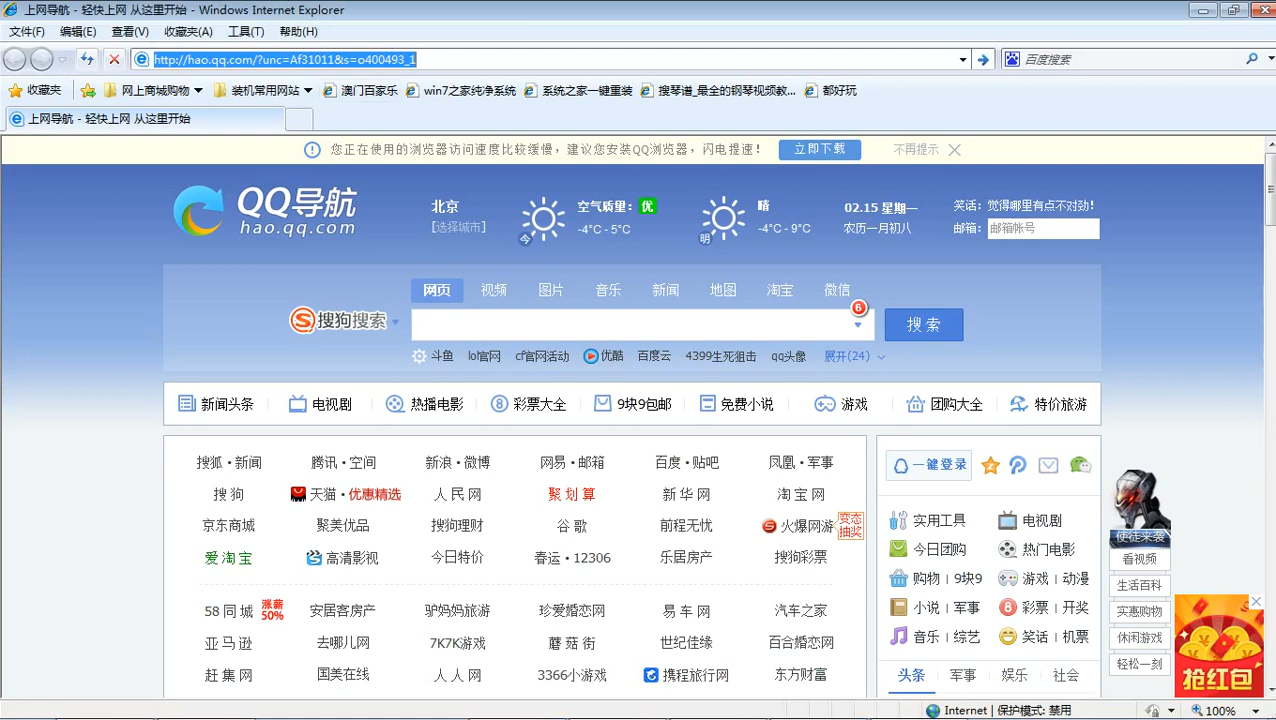 上网导航 - 轻快上网 从这里开始 - Windows Internet Explorer
文件(F) 编辑(E) 查看(V) 收藏夹(A) 工具(T) 帮助(H)
http://hao.qq.com/?unc=Af31011&s=o400493_1 百度搜索
收藏夹 网上商城购物 装机常用网站 澳门百家乐 win7之家纯净系统 系统之家一键重装 搜琴谱_最全的钢琴视频教... 都好玩
上网导航 - 轻快上网 从这里开始
您正在使用的浏览器访问速度比较缓慢，建议您安装QQ浏览器，闪电提速！ 立即下载 不再提示
QQ导航
hao.qq.com
北京
[选择城市]
今
空气质量：优
-4°C - 5°C
明
晴
-4°C - 9°C
02.15 星期一
农历一月初八
笑话：觉得哪里有点不对劲！
邮箱： 邮箱帐号
网页 视频 图片 音乐 新闻 地图 淘宝 微信
搜狗搜索 6 搜 索
斗鱼 lol官网 cf官网活动 优酷 百度云 4399生死狙击 qq头像 展开(24)
新闻头条 电视剧 热播电影 彩票大全 9块9包邮 免费小说 游戏 团购大全 特价旅游
搜狐·新闻 腾讯·空间 新浪·微博 网易·邮箱 百度·贴吧 凤凰·军事
搜 狗 天猫·优惠精选 人 民 网 聚 划 算 新 华 网 淘 宝 网
京东商城 聚美优品 搜狗理财 谷 歌 前程无忧 火爆网游 变态抽奖
爱 淘 宝 高清影视 今日特价 春运·12306 乐居房产 搜狗彩票
58 同 城 涨薪50% 安居客房产 驴妈妈旅游 珍爱婚恋网 易 车 网 汽车之家
亚 马 逊 去哪儿网 7K7K游戏 蘑 菇 街 世纪佳缘 百合婚恋网
赶 集 网 国美在线 人 人 网 3366小游戏 携程旅行网 东方财富
一键登录
实用工具 电视剧
今日团购 热门电影
购物 | 9块9 游戏 | 动漫
小说 | 军事 彩票 | 开奖
音乐 | 综艺 笑话 | 机票
头条 军事 娱乐 社会
使徒来袭
看视频
生活百科
实惠购物
休闲游戏
轻松一刻
抢红包
Internet | 保护模式: 禁用 100%